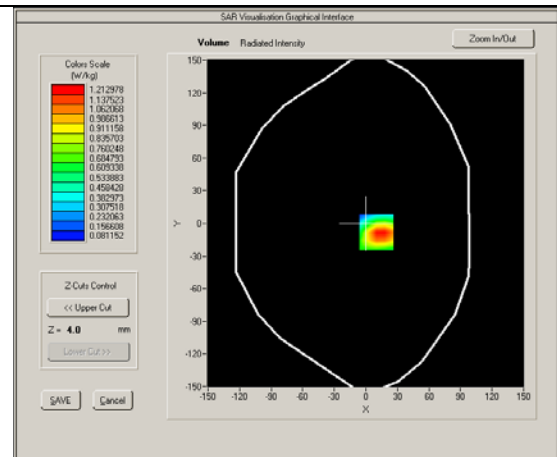 SAR Visualisation Graphical Interface
Volume Radiated Intensity
Zoom In/Out
Colors Scale
(W/kg)
1.212978
1.137523
1.062068
0.986613
0.911158
0.835703
0.760248
0.684793
0.609338
0.533883
0.458428
0.382973
0.307518
0.232063
0.156608
0.081152
Z-Cuts Control
<< Upper Cut
Z = 4.0 mm
Lower Cut >>
SAVE Cancel
150
120
90
60
30
0
-30
-60
-90
-120
-150
Y
-150 -120 -90 -60 -30 0 30 60 90 120 150
X